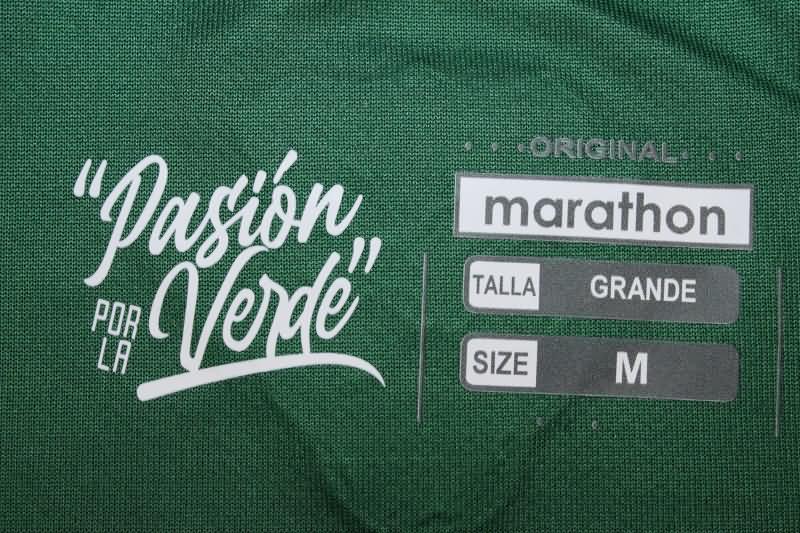 “Pasión
POR LA
Verde”
ORIGINAL
marathon
TALLA GRANDE
SIZE M